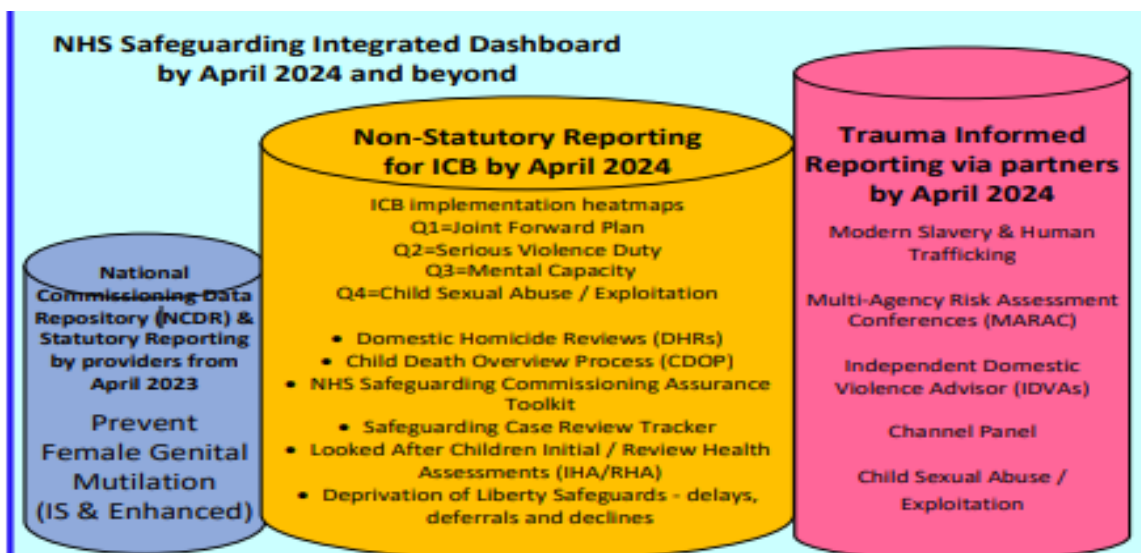 NHS Safeguarding Integrated Dashboard
by April 2024 and beyond
National
Commissioning Data
Repository (NCDR) &
Statutory Reporting
by providers from
April 2023
Prevent
Female Genital
Mutilation
(IS & Enhanced)
Non-Statutory Reporting
for ICB by April 2024
ICB implementation heatmaps
Q1=Joint Forward Plan
Q2=Serious Violence Duty
Q3=Mental Capacity
Q4=Child Sexual Abuse / Exploitation
• Domestic Homicide Reviews (DHRs)
• Child Death Overview Process (CDOP)
• NHS Safeguarding Commissioning Assurance
Toolkit
• Safeguarding Case Review Tracker
• Looked After Children Initial / Review Health
Assessments (IHA/RHA)
• Deprivation of Liberty Safeguards - delays,
deferrals and declines
Trauma Informed
Reporting via partners
by April 2024
Modern Slavery & Human
Trafficking
Multi-Agency Risk Assessment
Conferences (MARAC)
Independent Domestic
Violence Advisor (IDVAs)
Channel Panel
Child Sexual Abuse /
Exploitation